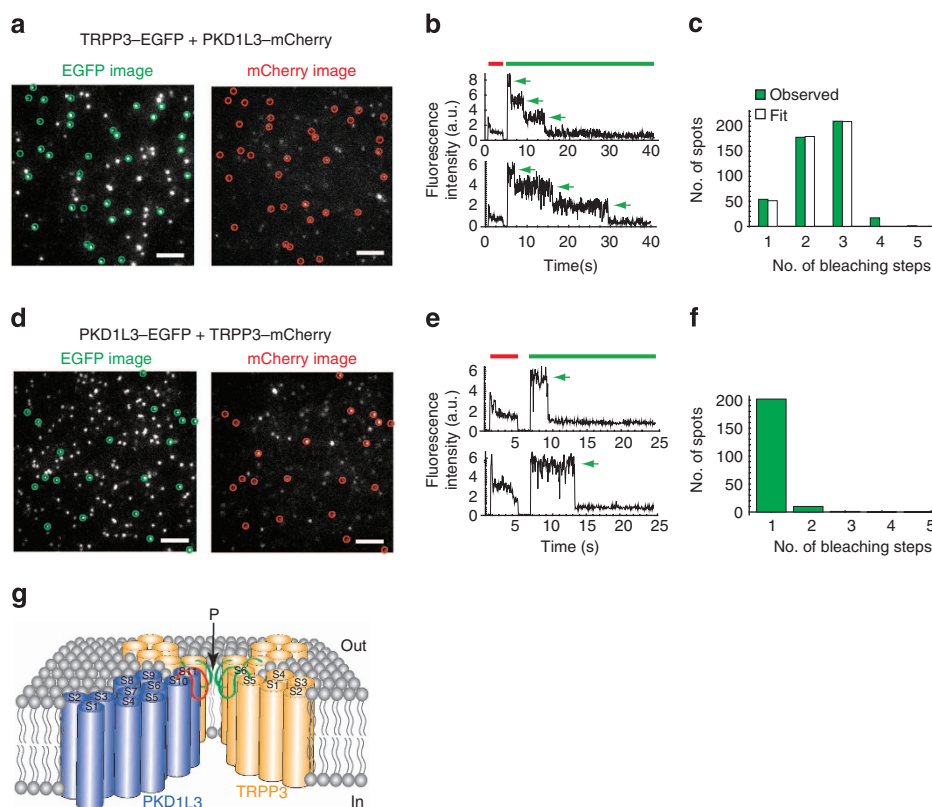 a
TRPP3–EGFP + PKD1L3–mCherry
EGFP image
mCherry image
b
Fluorescence
intensity (a.u.)
8
6
4
2
0
6
4
2
0
0 10 20 30 40
0 10 20 30 40
Time(s)
c
Observed
Fit
No. of spots
200
150
100
50
0
1 2 3 4 5
No. of bleaching steps
d
PKD1L3–EGFP + TRPP3–mCherry
EGFP image
mCherry image
e
Fluorescence
intensity (a.u.)
6
4
2
0
5 10 15 20 25
6
4
2
0
5 10 15 20 25
Time (s)
f
No. of spots
200
150
100
50
0
1 2 3 4 5
No. of bleaching steps
g
P
Out
S2
S3
S1
S8
S7
S4
S9
S6
S5
S11
S10
S6
S5
S4
S1
S3
S2
PKD1L3
TRPP3
In